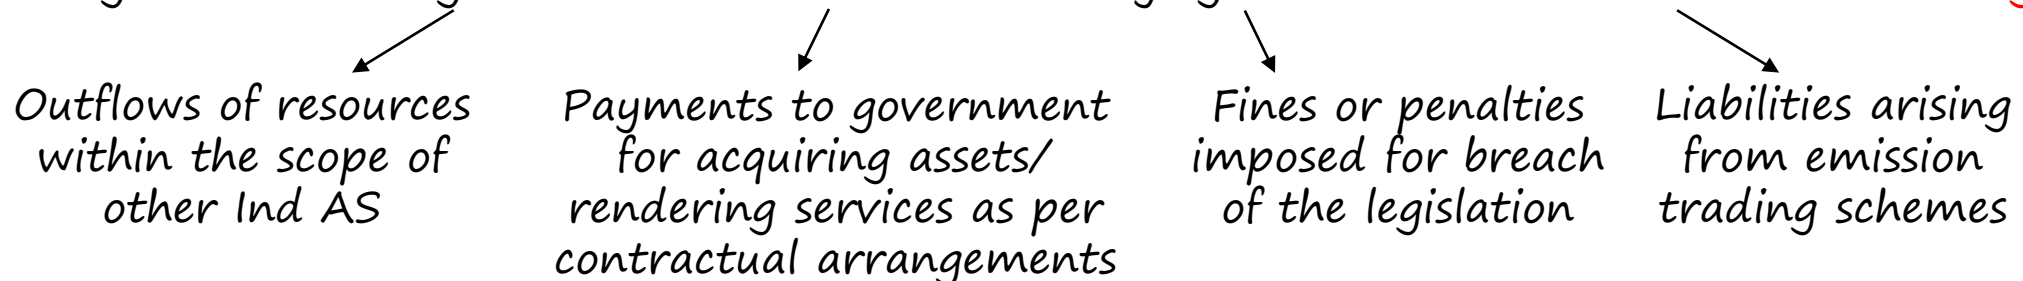 Outflows of resources
within the scope of
other Ind AS
Payments to government
for acquiring assets/
rendering services as per
contractual arrangements
Fines or penalties
imposed for breach
of the legislation
Liabilities arising
from emission
trading schemes